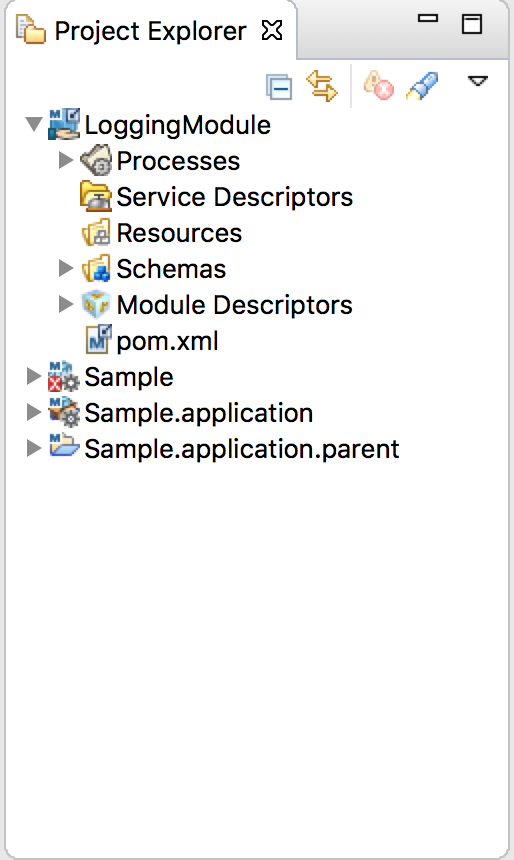 Project Explorer
LoggingModule
Processes
Service Descriptors
Resources
Schemas
Module Descriptors
pom.xml
Sample
Sample.application
Sample.application.parent